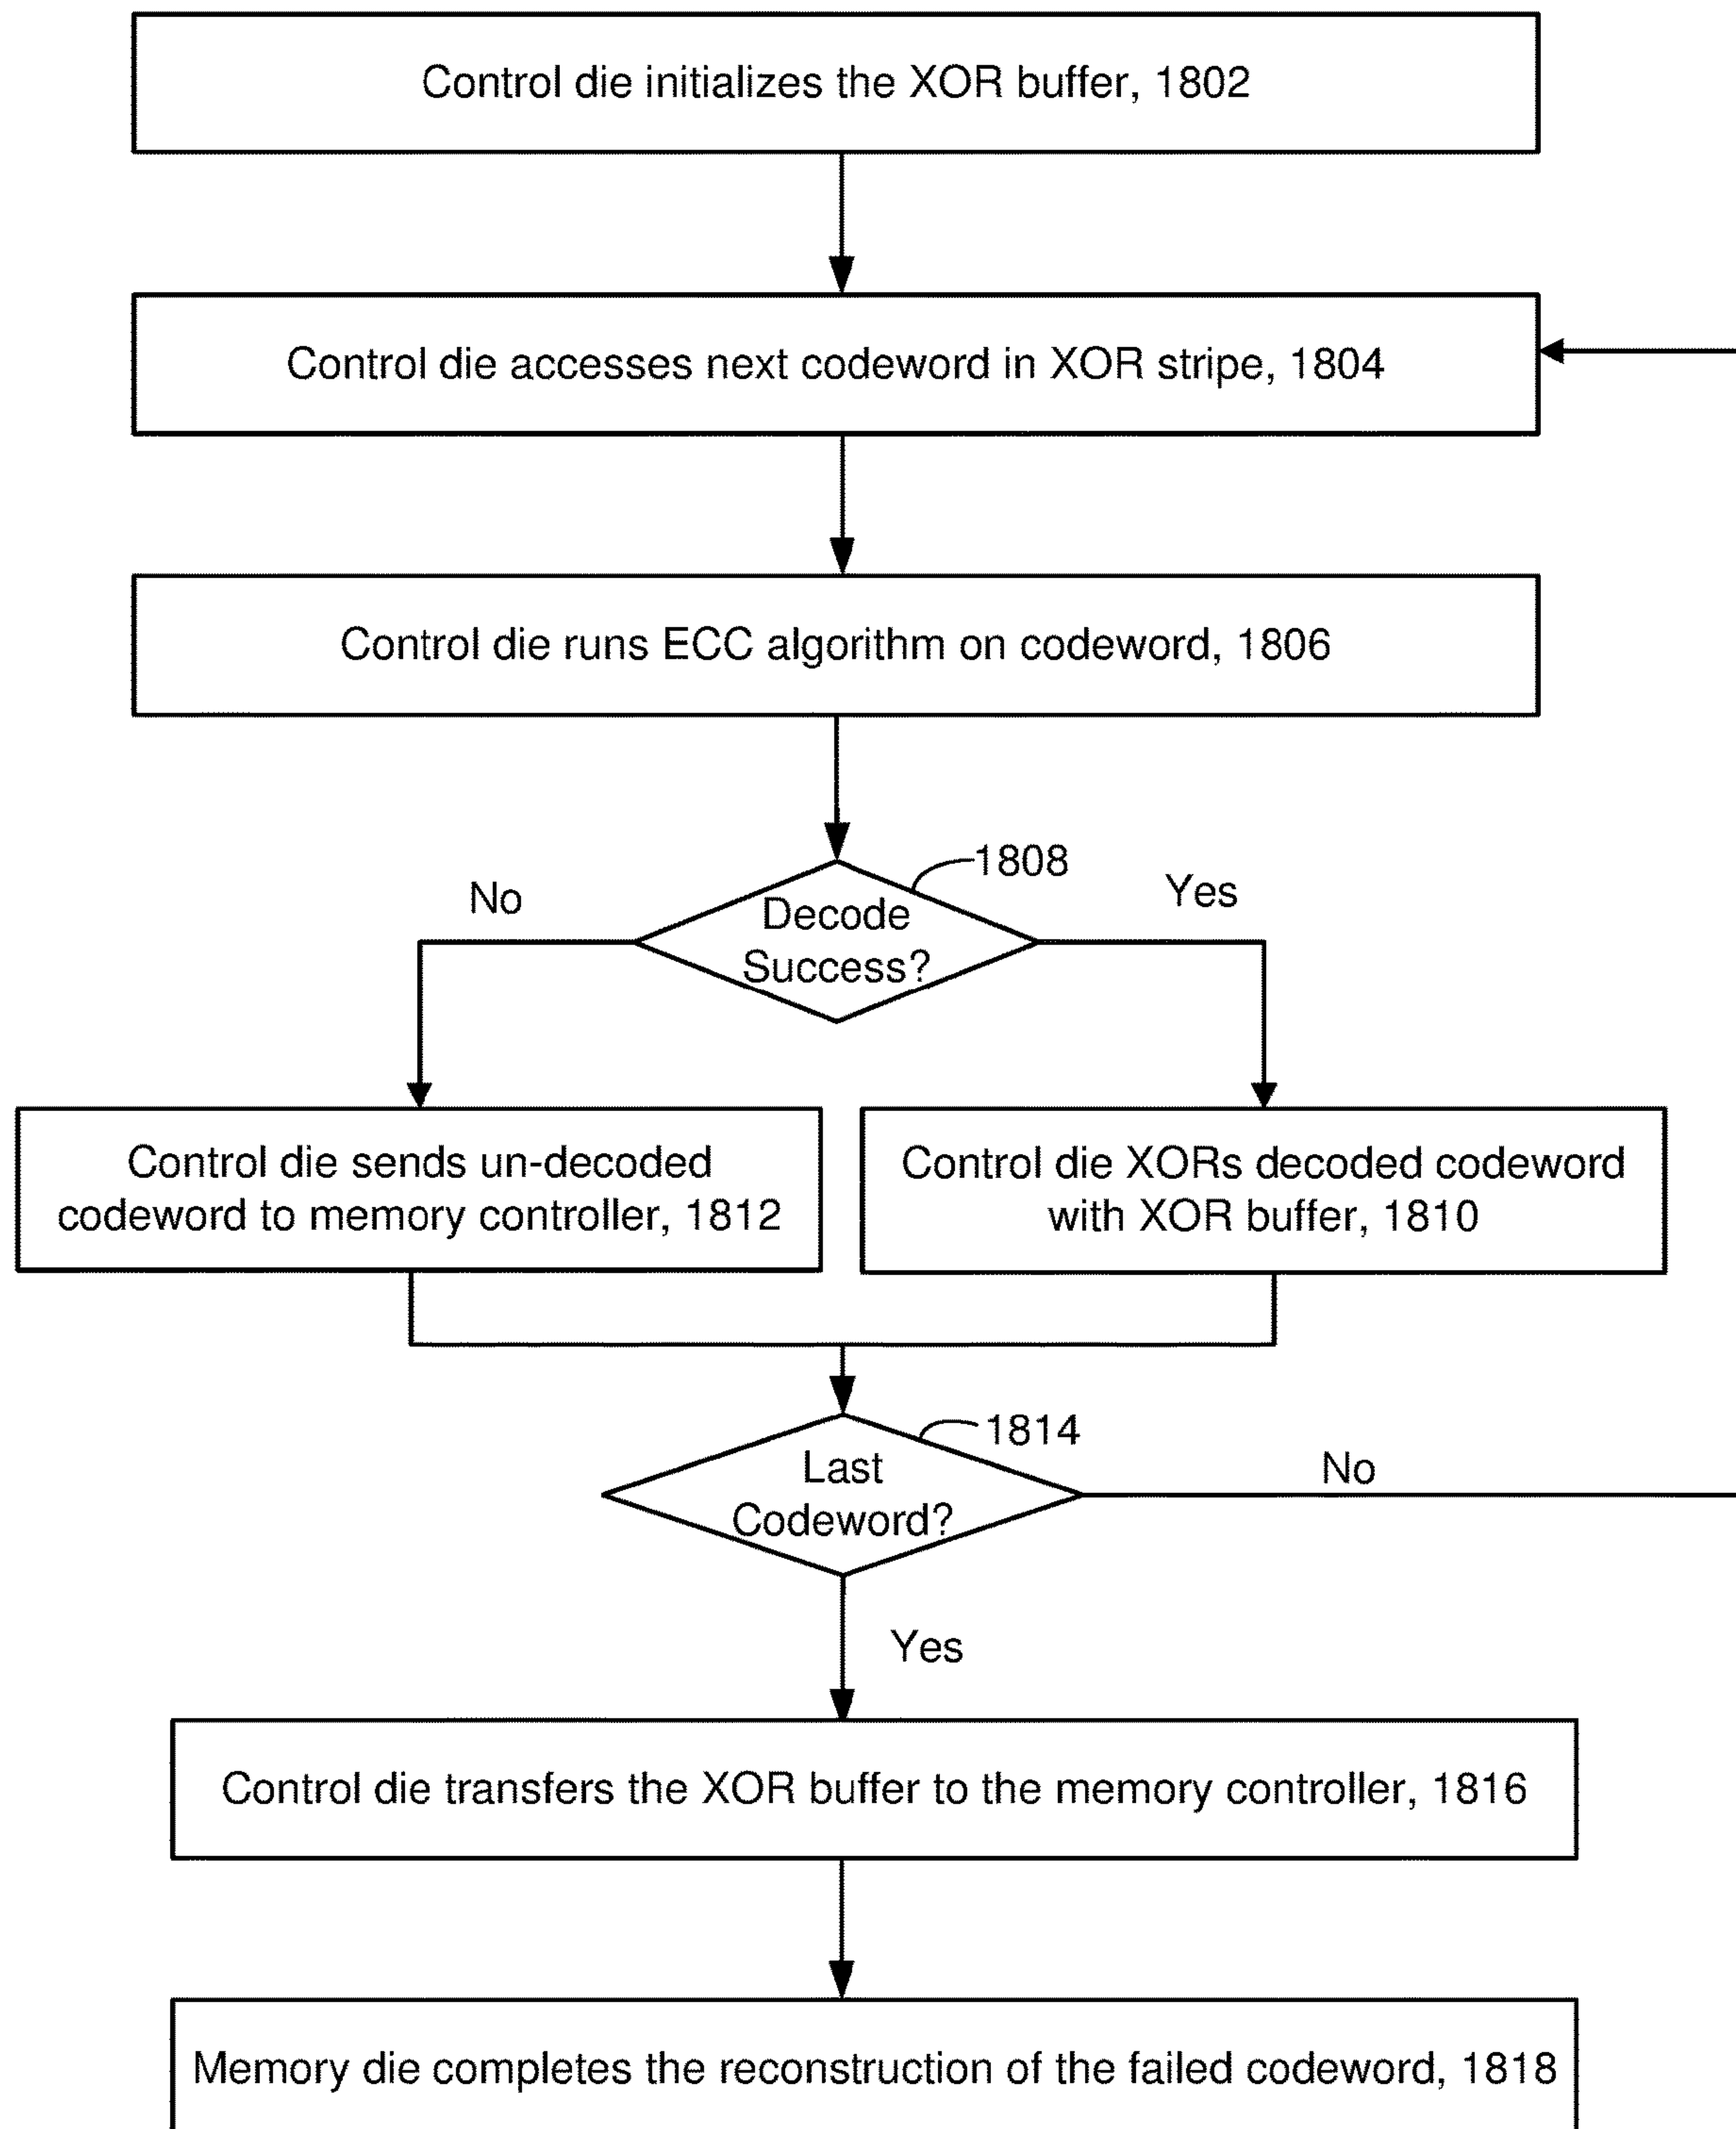 Control die initializes the XOR buffer, 1802
Control die accesses next codeword in XOR stripe, 1804
Control die runs ECC algorithm on codeword, 1806
1808
No
Yes
Decode
Success?
Control die sends un-decoded
codeword to memory controller, 1812
Control die XORs decoded codeword
with XOR buffer, 1810
1814
Last
Codeword?
No
Yes
Control die transfers the XOR buffer to the memory controller, 1816
Memory die completes the reconstruction of the failed codeword, 1818